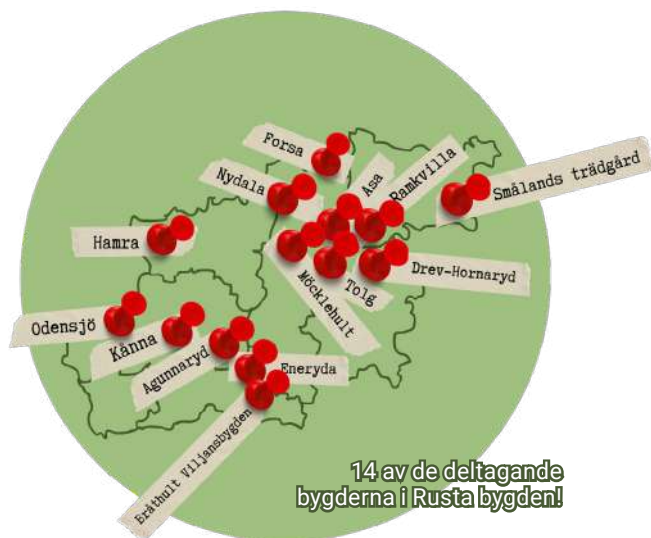 Forsa
Asa
Ramkvilla
Nydala
Smålands trädgård
Hamra
Drev-Hornaryd
Tolg
Möcklehult
Odensjö
Kånna
Agunnaryd
Eneryda
Eråthult Viljansbygden
14 av de deltagande
bygderna i Rusta bygden!